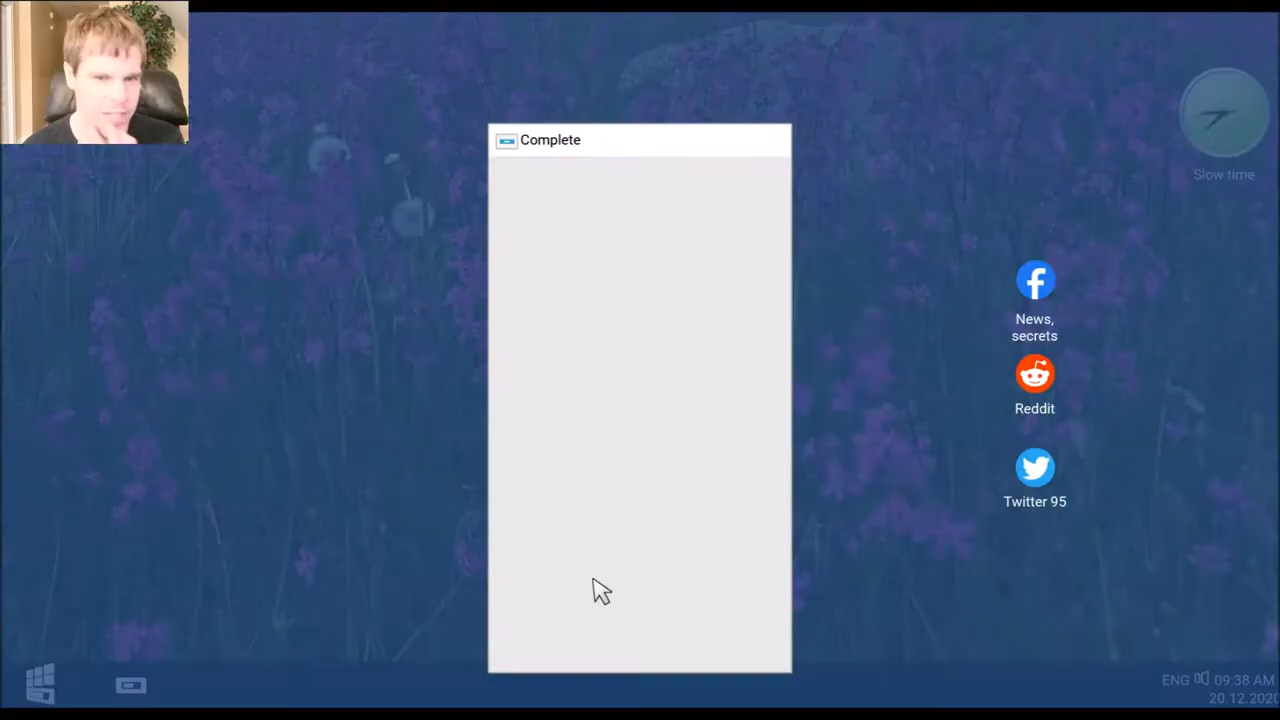 Complete
Slow time
News,
secrets
Reddit
Twitter 95
ENG 09:38 AM
20.12.2020